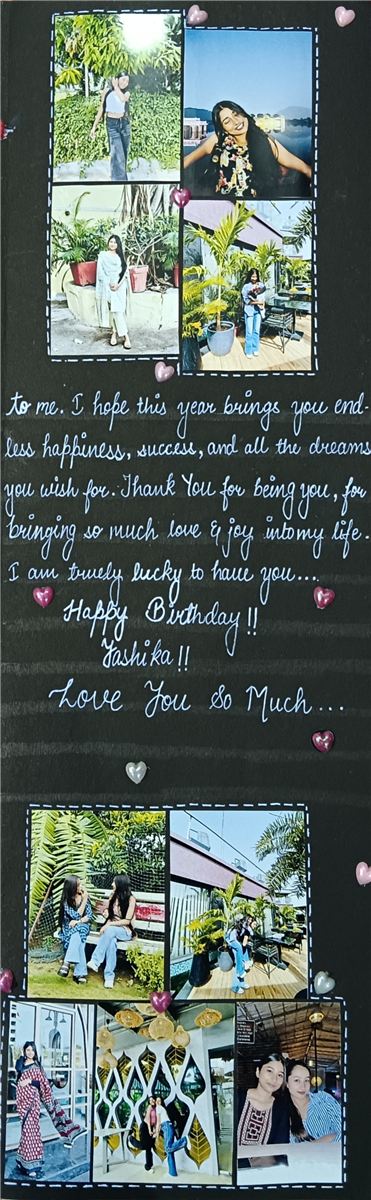 to me. I hope this year brings you end-
less happiness, success, and all the dreams
you wish for. Thank You for being you, for
bringing so much love & joy into my life.
I am truely lucky to have you...
Happy Birthday!!
Yashika!!
Love You So Much...